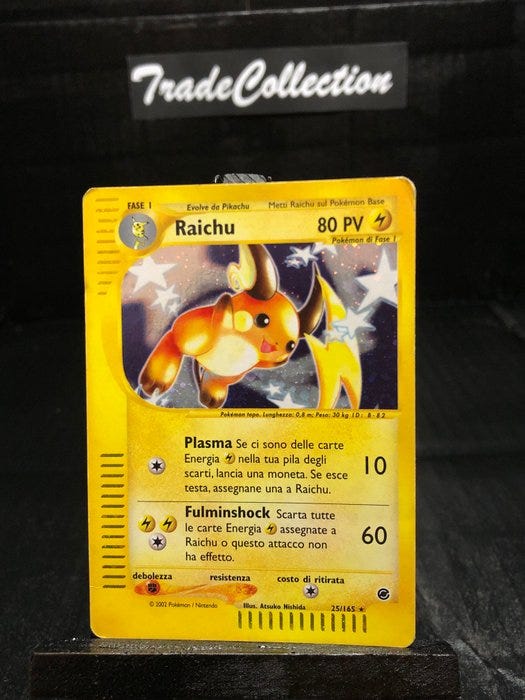 TradeCollection
FASE 1 Evolve da Pikachu Metti Raichu sul Pokémon Base
Raichu 80 PV
Pokémon di Fase 1
Pokémon topo. Lunghezza: 0,8 m; Peso: 30 kg ID: B-82
Plasma Se ci sono delle carte
Energia nella tua pila degli
scarti, lancia una moneta. Se esce
testa, assegnane una a Raichu.
10
Fulminshock Scarta tutte
le carte Energia assegnate a
Raichu o questo attacco non
ha effetto.
60
debolezza resistenza costo di ritirata
© 2002 Pokémon / Nintendo Illus. Atsuko Nishida 25/165 ★